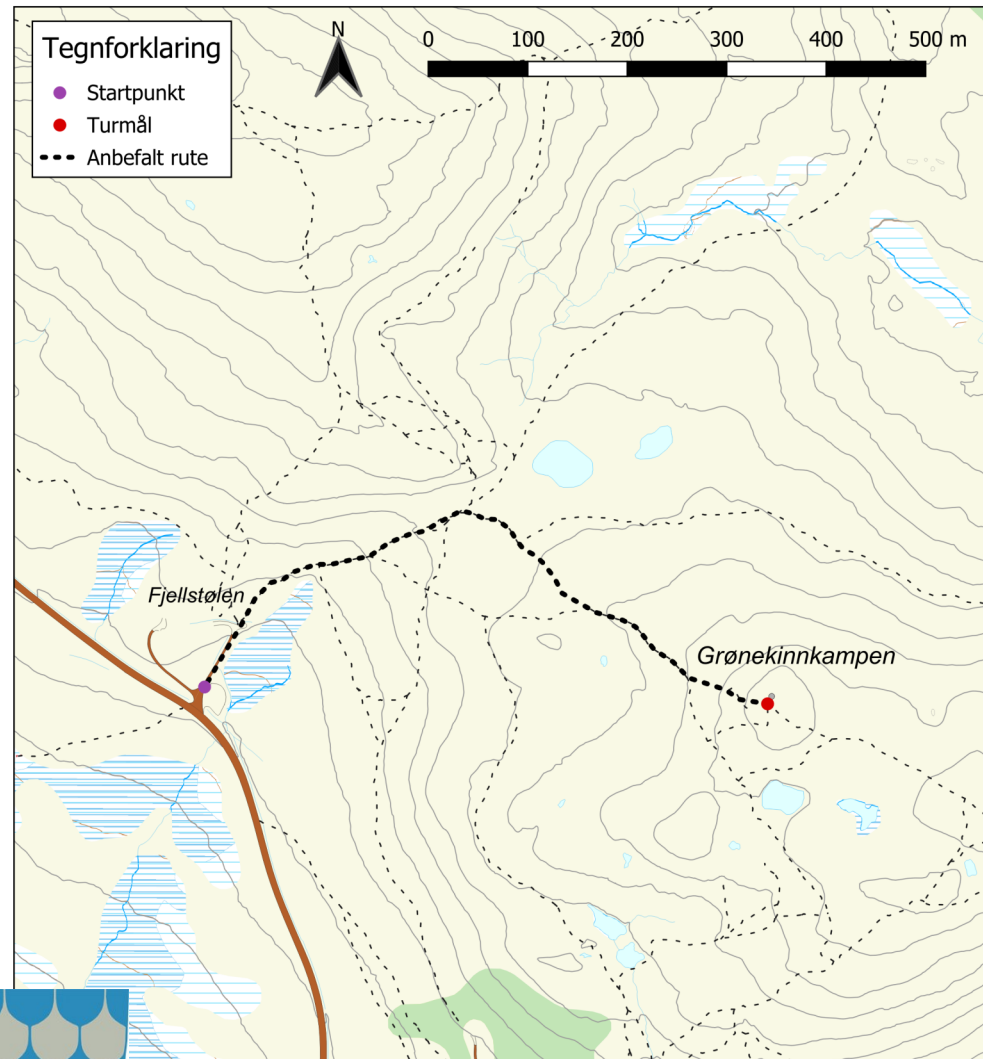 Tegnforklaring
Startpunkt
Turmål
Anbefalt rute
N
0 100 200 300 400 500 m
Fjellstølen
Grønekinnkampen